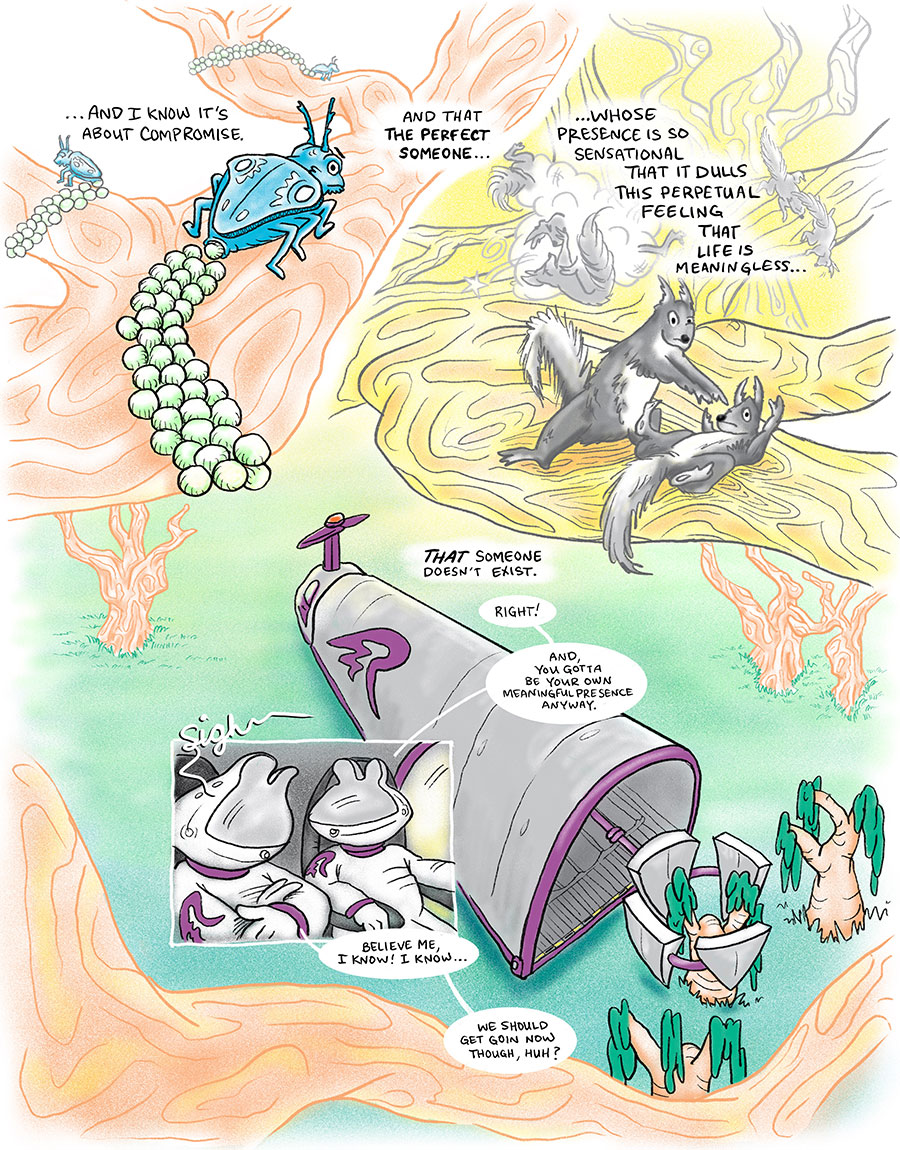 ...AND I KNOW IT'S
ABOUT COMPROMISE.
AND THAT
THE PERFECT
SOMEONE...
...WHOSE
PRESENCE IS SO
SENSATIONAL
THAT IT DULLS
THIS PERPETUAL
FEELING
THAT
LIFE IS
MEANINGLESS...
THAT SOMEONE
DOESN'T EXIST.
RIGHT!
AND,
YOU GOTTA
BE YOUR OWN
MEANINGFUL PRESENCE
ANYWAY.
Sigh
BELIEVE ME,
I KNOW! I KNOW...
WE SHOULD
GET GOIN NOW
THOUGH, HUH?